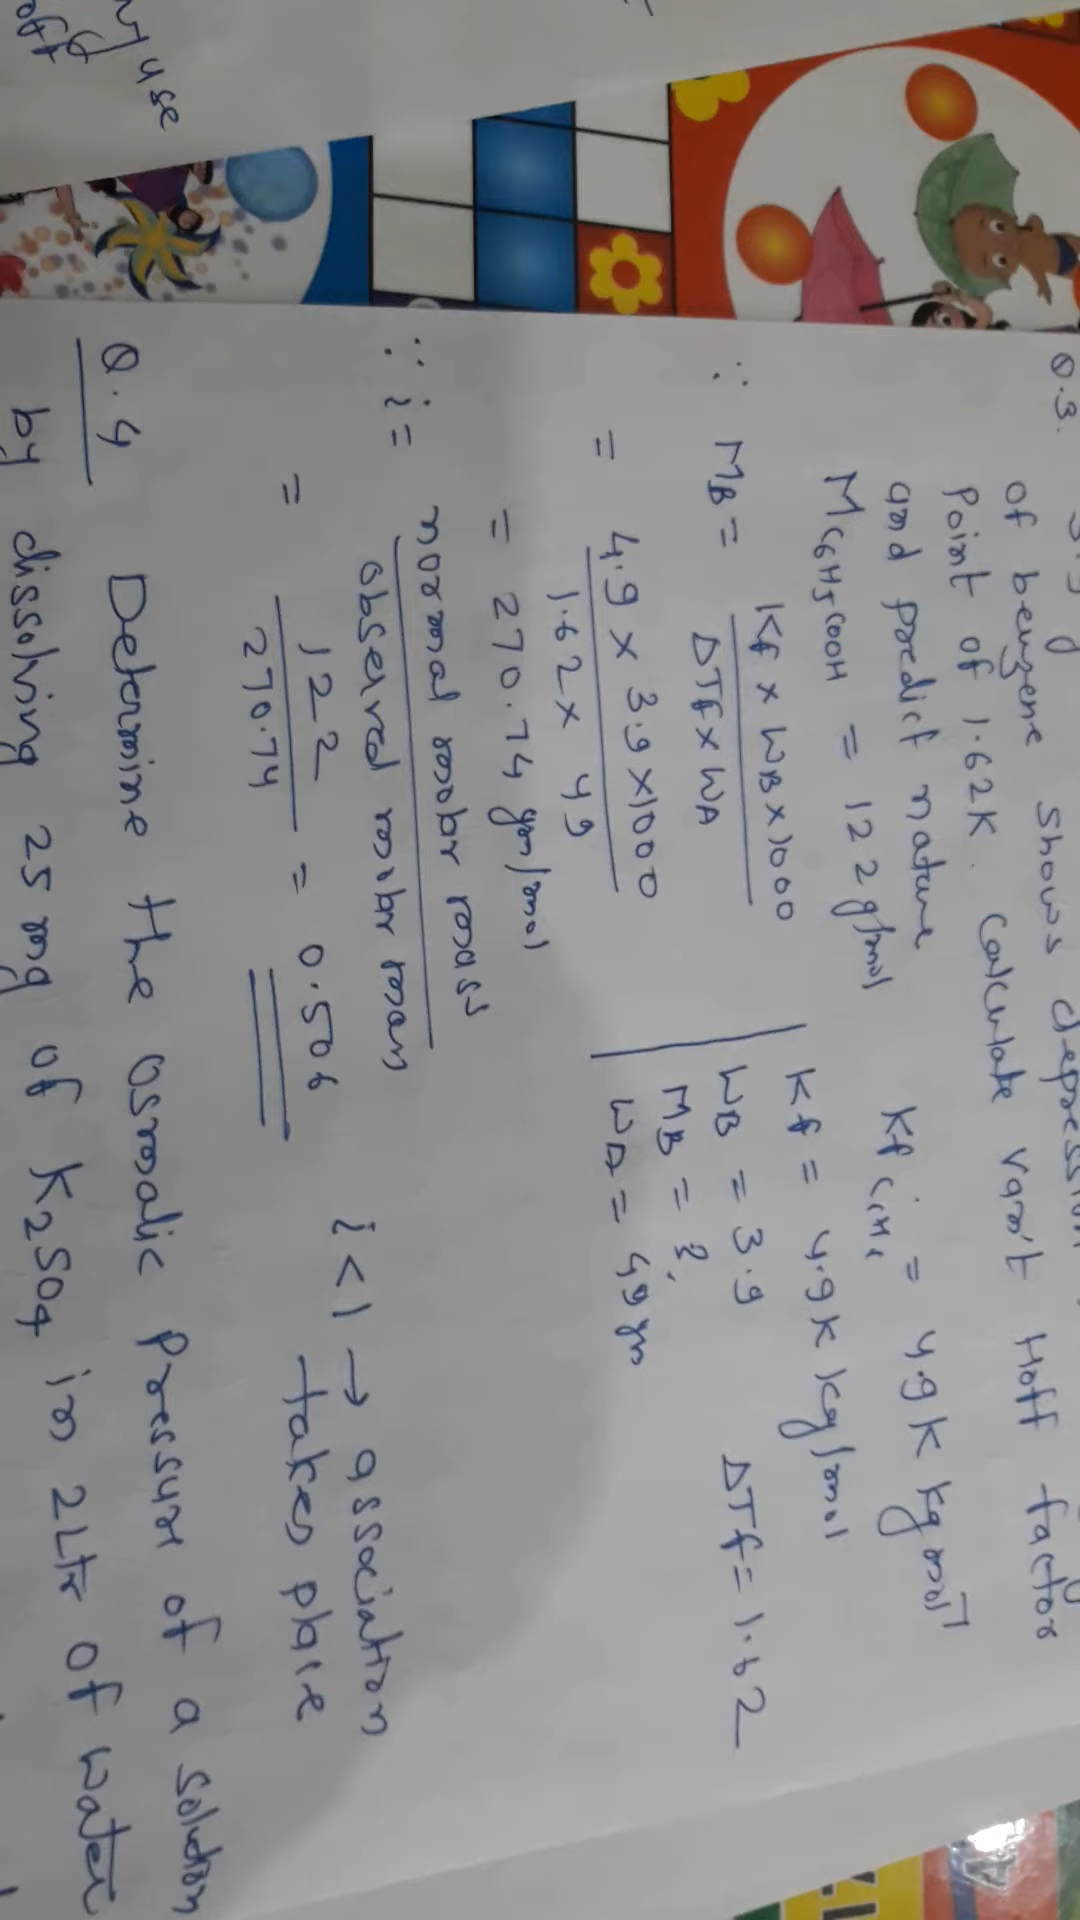 use
off
Q.3.
of benzene shows depression
point of 1.62K. Calculate van't Hoff factor
and predict nature
M C6H5COOH = 122 g/mol
Kf C6H6 = 4.9 K kg mol-1
∵ MB = Kf x WB x 1000 / ΔTf x WA
Kf = 4.9 K kg/mol
WB = 3.9
ΔTf = 1.62
MB = ?
WA = 49 gm
= 4.9 x 3.9 x 1000 / 1.62 x 49
= 270.74 gm/mol
∵ i = normal molar mass / observed molar mass
= 122 / 270.74 = 0.506
i < 1 → association
takes place
Q.4 Determine the osmatic pressure of a solution
by dissolving 25 mg of K2SO4 in 2Ltr of water